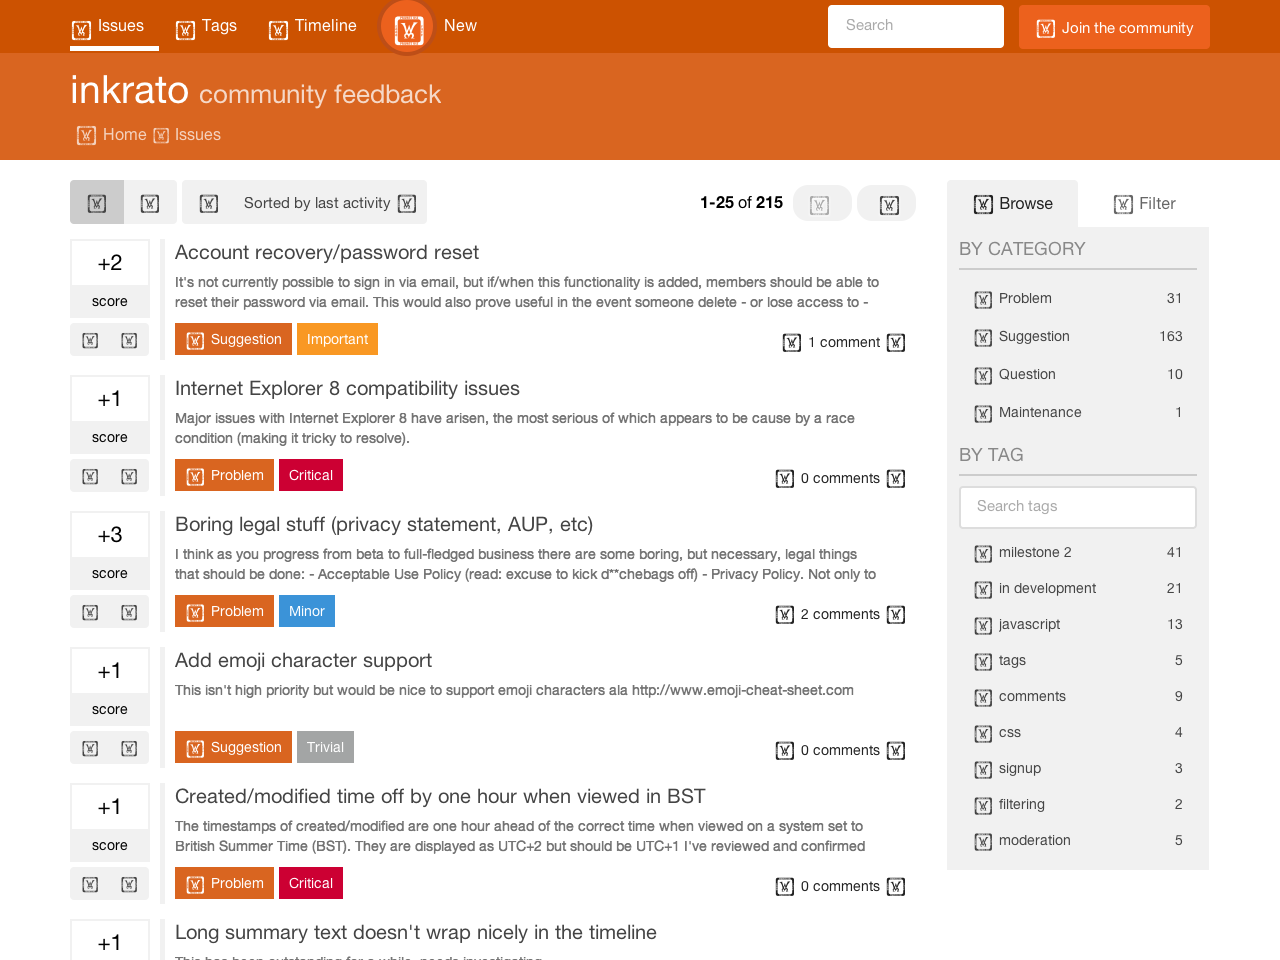 Issues Tags Timeline New Search Join the community
inkrato community feedback
Home Issues
Sorted by last activity 1-25 of 215 Browse Filter
+2
score
Account recovery/password reset
It's not currently possible to sign in via email, but if/when this functionality is added, members should be able to
reset their password via email. This would also prove useful in the event someone delete - or lose access to -
Suggestion Important 1 comment
+1
score
Internet Explorer 8 compatibility issues
Major issues with Internet Explorer 8 have arisen, the most serious of which appears to be cause by a race
condition (making it tricky to resolve).
Problem Critical 0 comments
+3
score
Boring legal stuff (privacy statement, AUP, etc)
I think as you progress from beta to full-fledged business there are some boring, but necessary, legal things
that should be done: - Acceptable Use Policy (read: excuse to kick d**chebags off) - Privacy Policy. Not only to
Problem Minor 2 comments
+1
score
Add emoji character support
This isn't high priority but would be nice to support emoji characters ala http://www.emoji-cheat-sheet.com
Suggestion Trivial 0 comments
+1
score
Created/modified time off by one hour when viewed in BST
The timestamps of created/modified are one hour ahead of the correct time when viewed on a system set to
British Summer Time (BST). They are displayed as UTC+2 but should be UTC+1 I've reviewed and confirmed
Problem Critical 0 comments
+1
Long summary text doesn't wrap nicely in the timeline
This has been outstanding for a while, needs investigating
BY CATEGORY
Problem 31
Suggestion 163
Question 10
Maintenance 1
BY TAG
Search tags
milestone 2 41
in development 21
javascript 13
tags 5
comments 9
css 4
signup 3
filtering 2
moderation 5